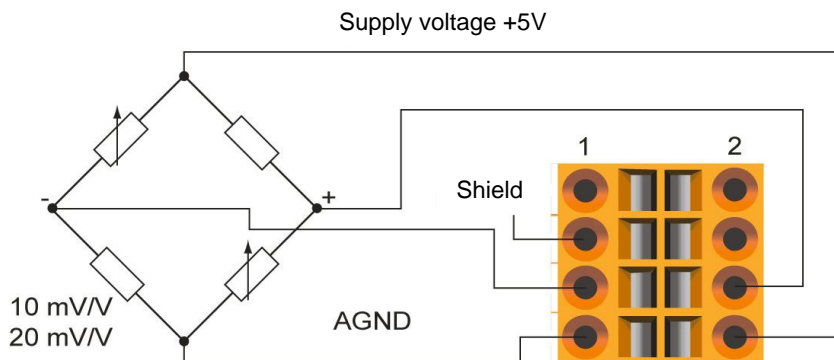 Supply voltage +5V
1 2
Shield
- +
10 mV/V
20 mV/V
AGND